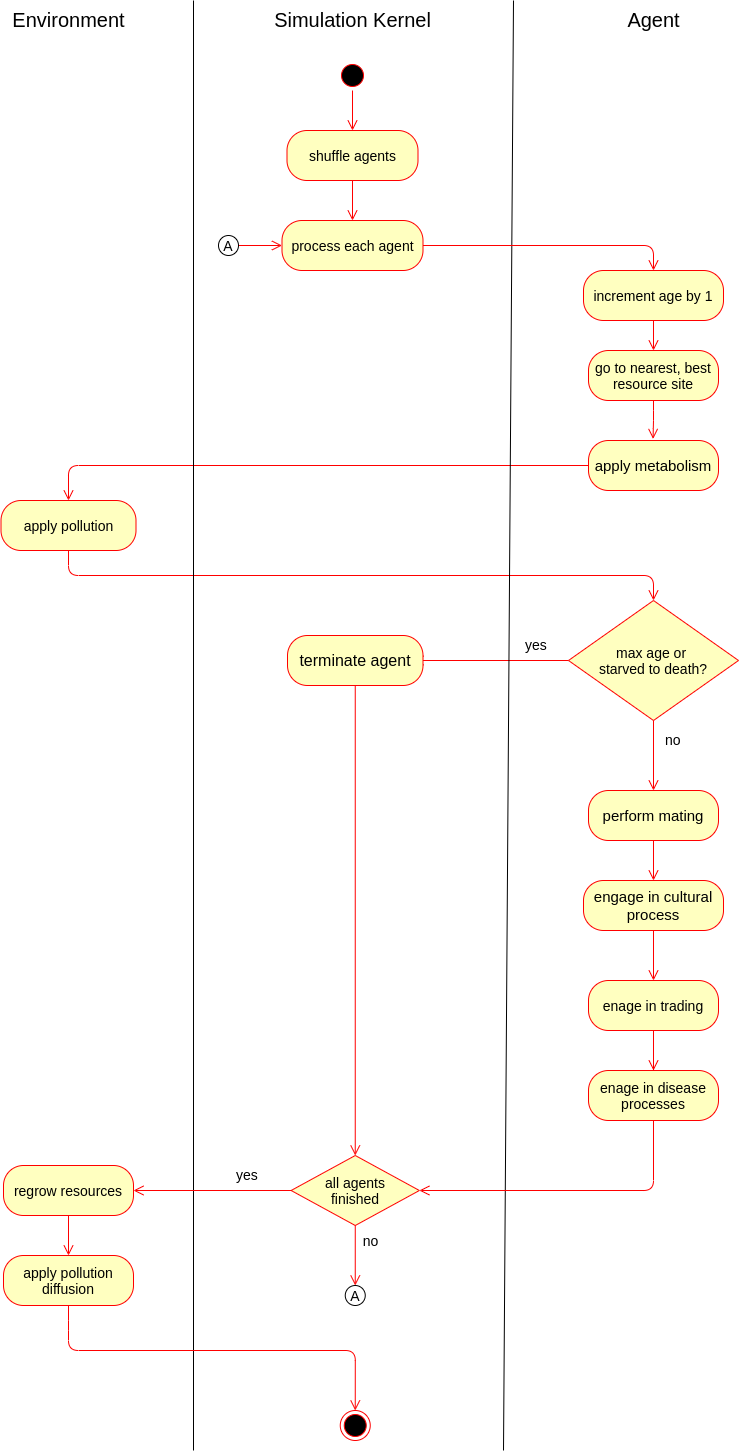 Environment
Simulation Kernel
Agent
shuffle agents
A
process each agent
increment age by 1
go to nearest, best
resource site
apply metabolism
apply pollution
yes
terminate agent
max age or
starved to death?
no
perform mating
engage in cultural
process
enage in trading
enage in disease
processes
yes
all agents
finished
regrow resources
no
apply pollution
diffusion
A